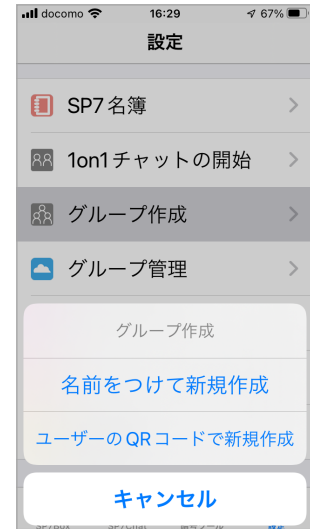 docomo 16:29 67%
設定
SP7名簿
1on1チャットの開始
グループ作成
グループ管理
グループ作成
名前をつけて新規作成
ユーザーのQRコードで新規作成
キャンセル